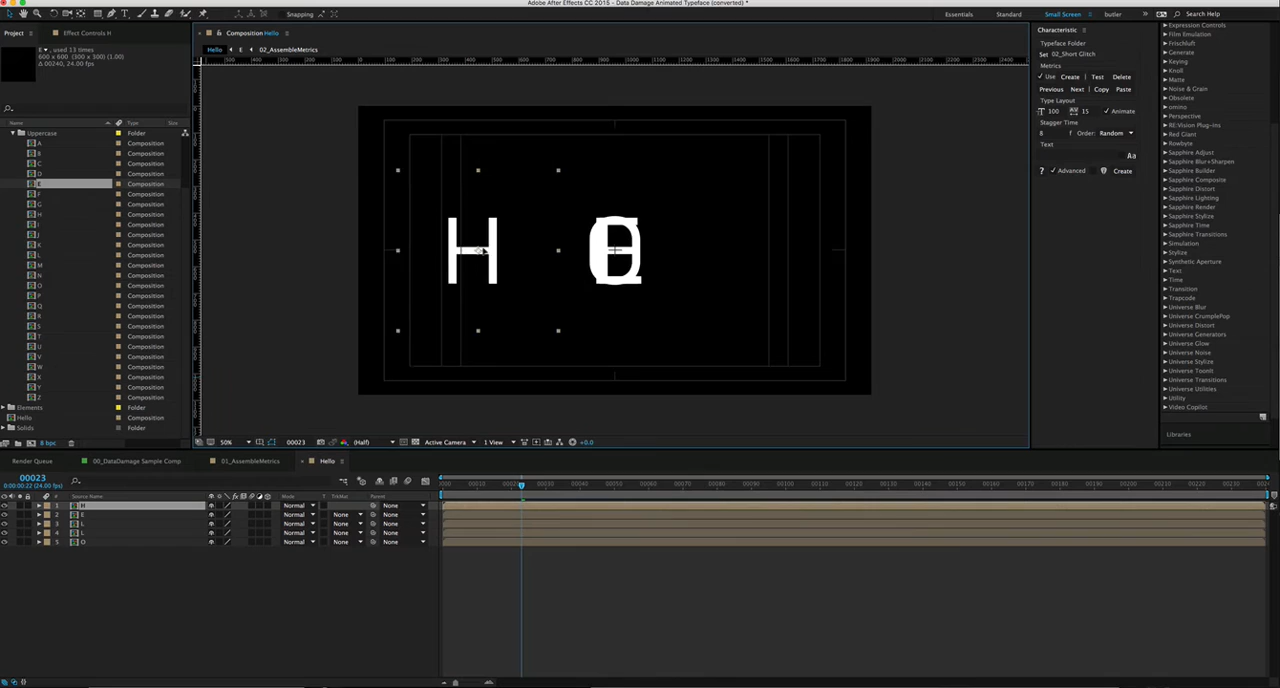 Adobe After Effects CC 2015 - Data Damage Animated Typeface (converted) *
Snapping
Essentials
Standard
Small Screen
butler
Search Help
Project
Effect Controls H
Composition Hello
Hello
E
02_AssembleMetrics
E , used 13 times
600 x 600 (300 x 300) (1.00)
Δ 00240, 24.00 fps
Name
Type
Size
Uppercase Folder
A Composition
B Composition
C Composition
D Composition
E Composition
F Composition
G Composition
H Composition
I Composition
J Composition
K Composition
L Composition
M Composition
N Composition
O Composition
P Composition
Q Composition
R Composition
S Composition
T Composition
U Composition
V Composition
W Composition
X Composition
Y Composition
Z Composition
Elements Folder
Hello Composition
Solids Folder
8 bpc
H
50%
00023
(Half)
Active Camera
1 View
+0.0
Characteristic
Typeface Folder
Set 02_Short Glitch
Metrics
Use Create Test Delete
Previous Next Copy Paste
Type Layout
300 15 Animate
Stagger Time
8 f Order: Random
Text
Aa
? Advanced Create
Expression Controls
Film Emulation
Frischluft
Generate
Keying
Knoll
Matte
Noise & Grain
Obsolete
omino
Perspective
RE:Vision Plug-ins
Red Giant
Rowbyte
Sapphire Adjust
Sapphire Blur+Sharpen
Sapphire Builder
Sapphire Composite
Sapphire Distort
Sapphire Lighting
Sapphire Render
Sapphire Stylize
Sapphire Time
Sapphire Transitions
Simulation
Stylize
Synthetic Aperture
Text
Time
Transition
Trapcode
Universe Blur
Universe CrumplePop
Universe Distort
Universe Generators
Universe Glow
Universe Noise
Universe Stylize
Universe ToonIt
Universe Transitions
Universe Utilities
Utility
Video Copilot
Libraries
Render Queue
00_DataDamage Sample Comp
01_AssembleMetrics
Hello
00023
0:00:00:22 (24.00 fps)
# Source Name Mode T TrkMat Parent
1 H Normal None
2 E Normal None None
3 L Normal None None
4 L Normal None None
5 O Normal None None